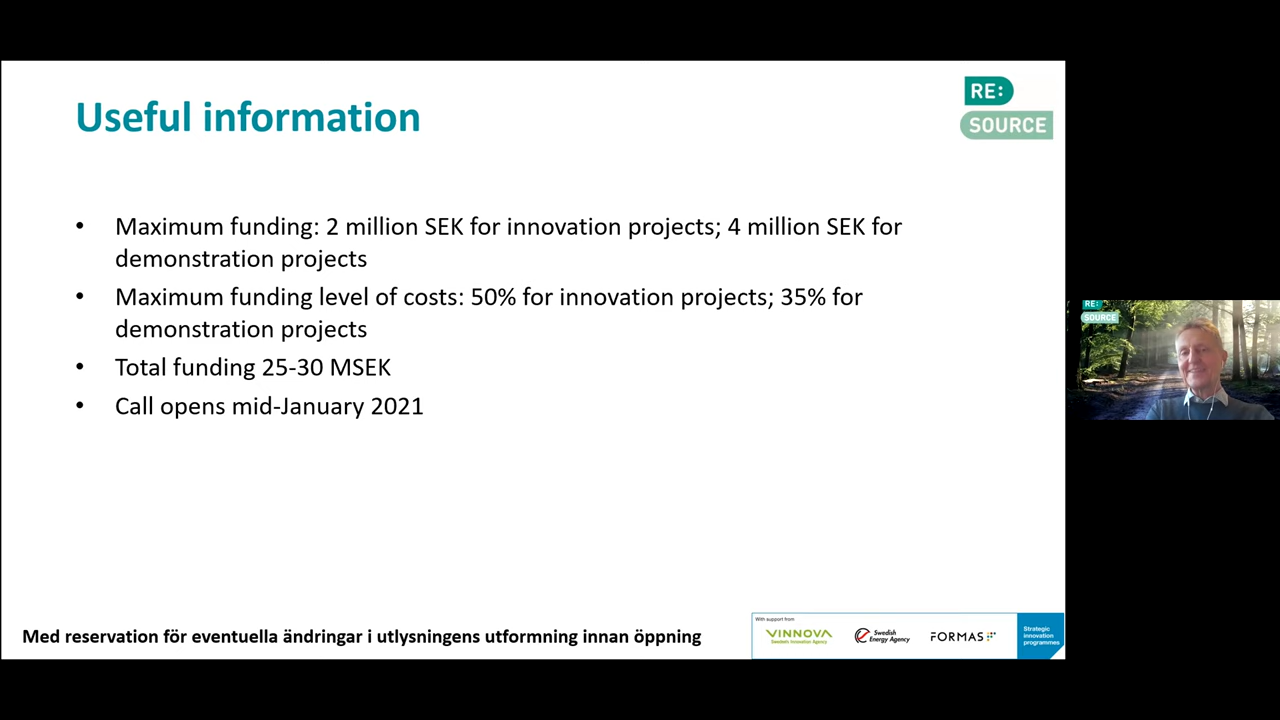 Useful information
RE:
SOURCE
• Maximum funding: 2 million SEK for innovation projects; 4 million SEK for
demonstration projects
• Maximum funding level of costs: 50% for innovation projects; 35% for
demonstration projects
• Total funding 25-30 MSEK
• Call opens mid-January 2021
RE:
SOURCE
Med reservation för eventuella ändringar i utlysningens utformning innan öppning
With support from
VINNOVA
Sweden's Innovation Agency
Swedish
Energy Agency
FORMAS
Strategic
innovation
programmes